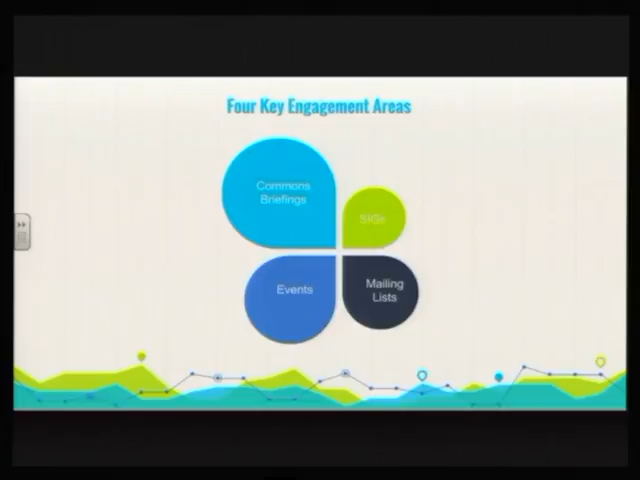 Four Key Engagement Areas
Commons
Briefings
SIGs
Events
Mailing
Lists